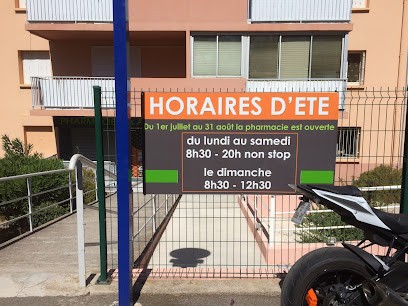 HORAIRES D'ETE
Du 1er juillet au 31 août la pharmacie est ouverte
du lundi au samedi
8h30 - 20h non stop
le dimanche
8h30 - 12h30